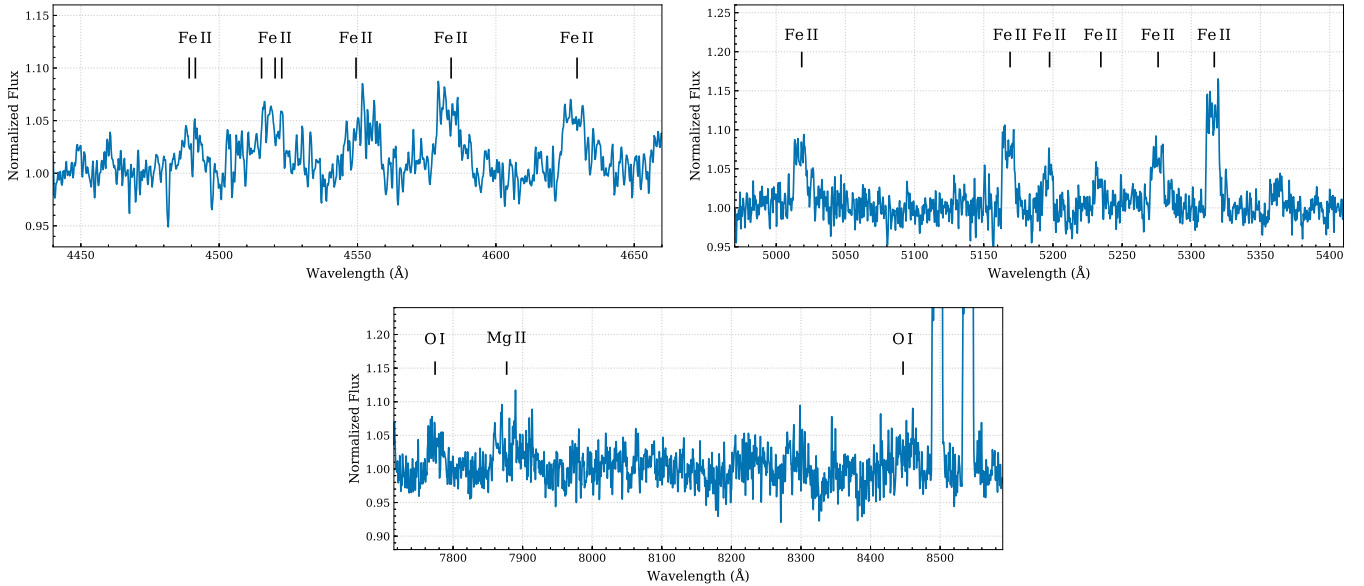 Fe II Fe II Fe II Fe II Fe II
1.15
1.10
1.05
1.00
0.95
Normalized Flux
4450 4500 4550 4600 4650
Wavelength (Å)
Fe II Fe II Fe II Fe II Fe II Fe II
1.25
1.20
1.15
1.10
1.05
1.00
0.95
Normalized Flux
5000 5050 5100 5150 5200 5250 5300 5350 5400
Wavelength (Å)
O I Mg II O I
1.20
1.15
1.10
1.05
1.00
0.95
0.90
Normalized Flux
7800 7900 8000 8100 8200 8300 8400 8500
Wavelength (Å)